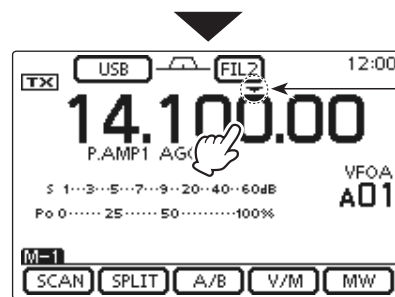 USB FIL2 12:00
TX
14.100.00
P.AMP1 AGC
VFOA
S 1···3···5···7···9··20··40··60dB
A01
Po 0······ 25 ······ 50 ···········100%
M-1
SCAN SPLIT A/B V/M MW